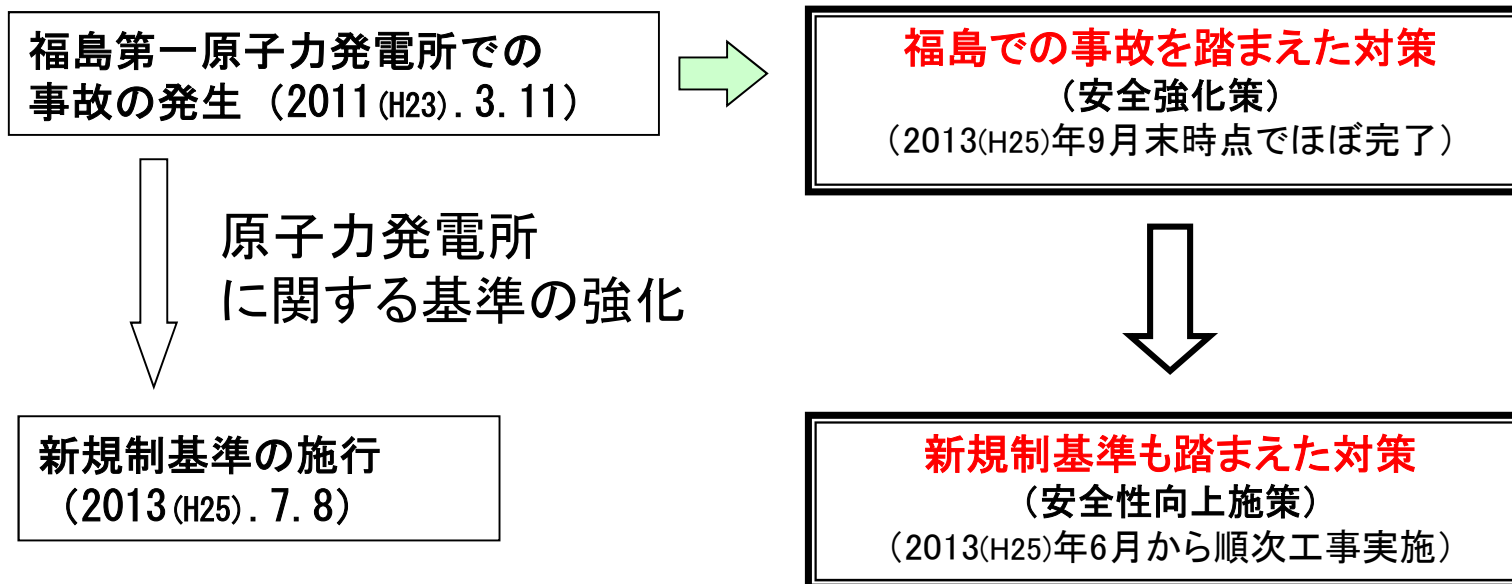 福島第一原子力発電所での
事故の発生（2011(H23).3.11）
福島での事故を踏まえた対策
（安全強化策）
（2013(H25)年9月末時点でほぼ完了）
原子力発電所
に関する基準の強化
新規制基準の施行
（2013(H25).7.8）
新規制基準も踏まえた対策
（安全性向上施策）
（2013(H25)年6月から順次工事実施）